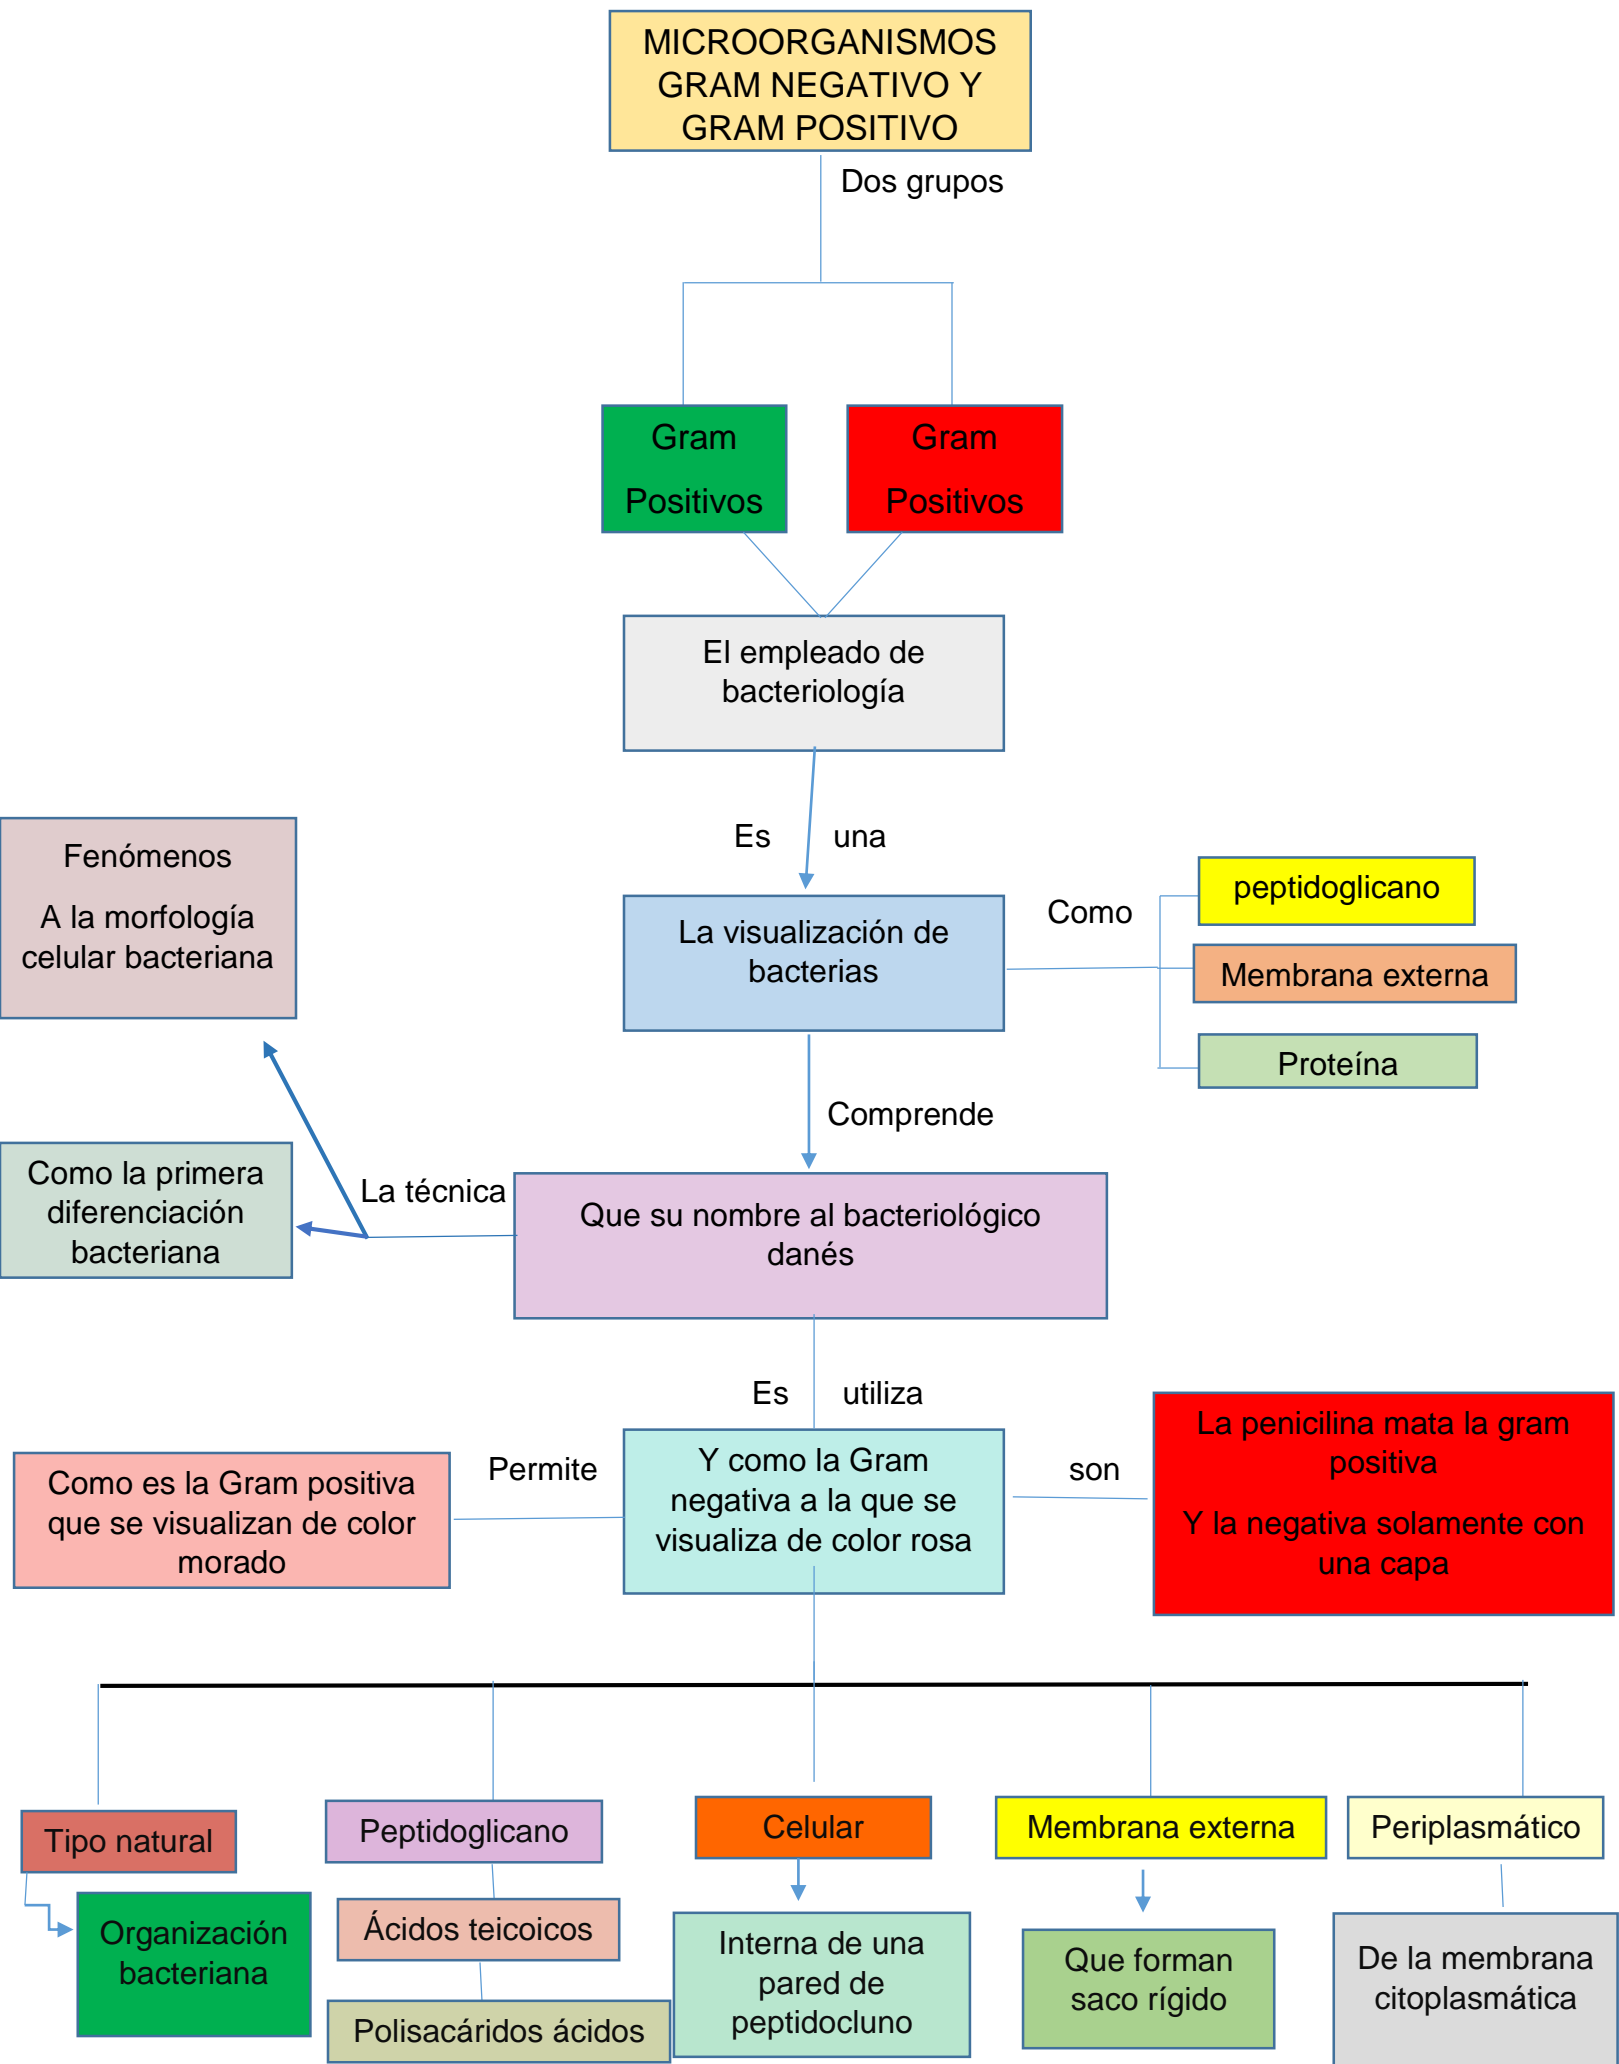 MICROORGANISMOS
GRAM NEGATIVO Y
GRAM POSITIVO
Dos grupos
Gram
Positivos
Gram
Positivos
El empleado de
bacteriología
Es una
Fenómenos
A la morfología
celular bacteriana
La visualización de
bacterias
Como
peptidoglicano
Membrana externa
Proteína
Comprende
Como la primera
diferenciación
bacteriana
La técnica
Que su nombre al bacteriológico
danés
Es utiliza
Como es la Gram positiva
que se visualizan de color
morado
Permite
Y como la Gram
negativa a la que se
visualiza de color rosa
son
La penicilina mata la gram
positiva
Y la negativa solamente con
una capa
Tipo natural
Organización
bacteriana
Peptidoglicano
Ácidos teicoicos
Polisacáridos ácidos
Celular
Interna de una
pared de
peptidocluno
Membrana externa
Que forman
saco rígido
Periplasmático
De la membrana
citoplasmática